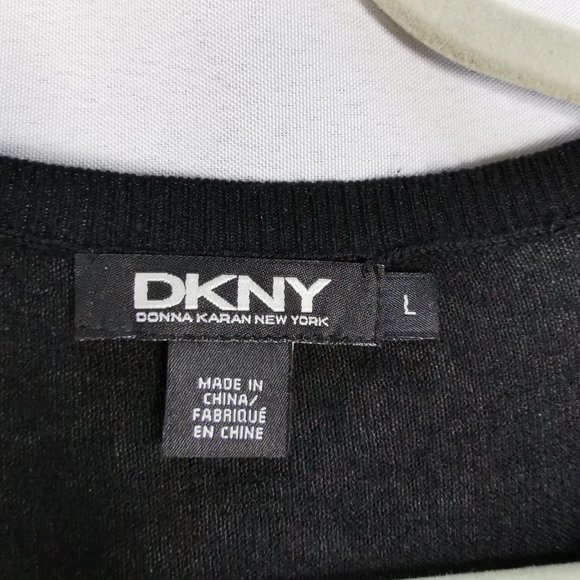 DKNY
DONNA KARAN NEW YORK
L
MADE IN
CHINA/
FABRIQUÉ
EN CHINE